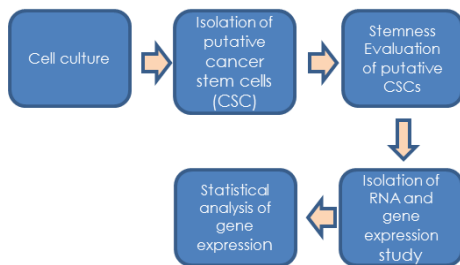 Cell culture
Isolation of
putative
cancer
stem cells
(CSC)
Stemness
Evaluation
of putative
CSCs
Isolation of
RNA and
gene
expression
study
Statistical
analysis of
gene
expression